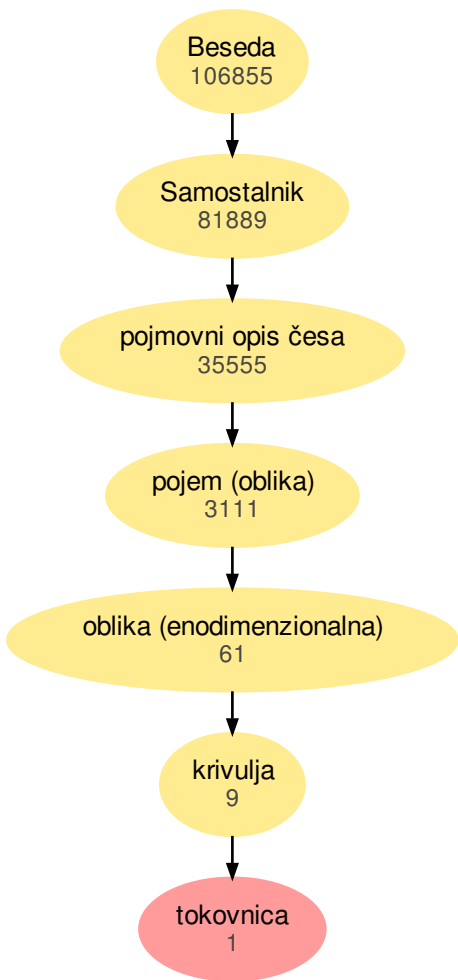 Beseda
106855
Samostalnik
81889
pojmovni opis česa
35555
pojem (oblika)
3111
oblika (enodimenzionalna)
61
krivulja
9
tokovnica
1